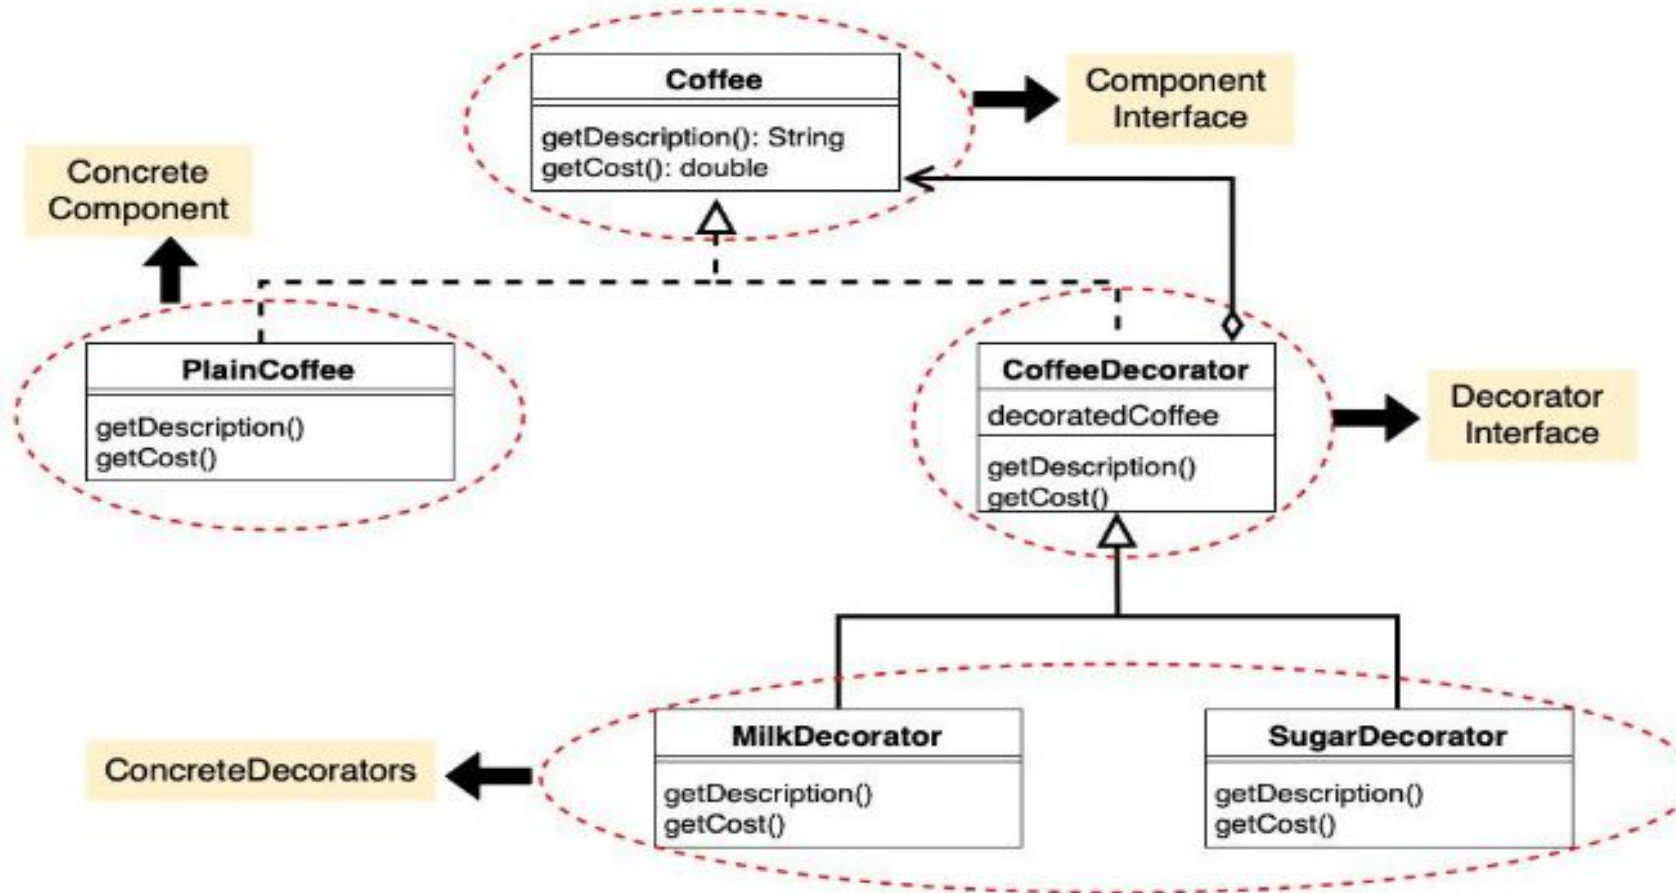 Coffee
getDescription(): String
getCost(): double
Component
Interface
Concrete
Component
PlainCoffee
getDescription()
getCost()
CoffeeDecorator
decoratedCoffee
getDescription()
getCost()
Decorator
Interface
MilkDecorator
getDescription()
getCost()
SugarDecorator
getDescription()
getCost()
ConcreteDecorators